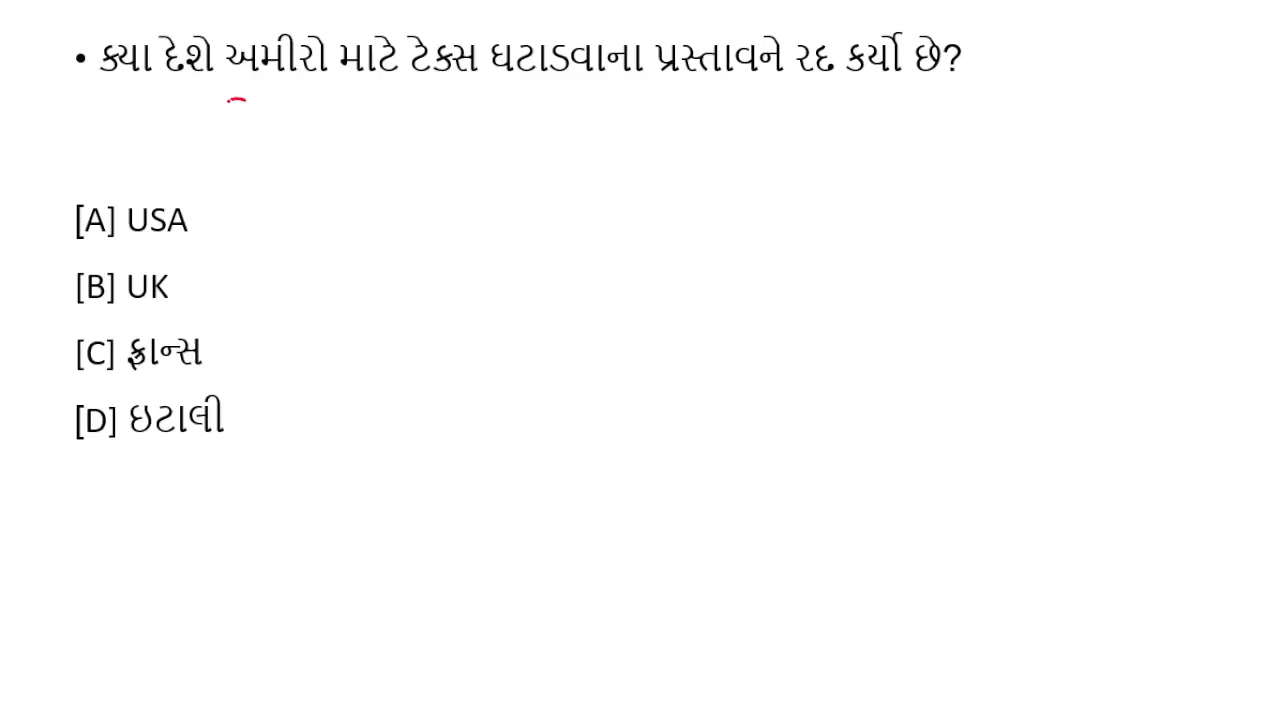 • ક્યા દેશે અમીરો માટે ટેક્સ ઘટાડવાના પ્રસ્તાવને રદ્દ કર્યો છે?
[A] USA
[B] UK
[C] ફ્રાન્સ
[D] ઇટાલી